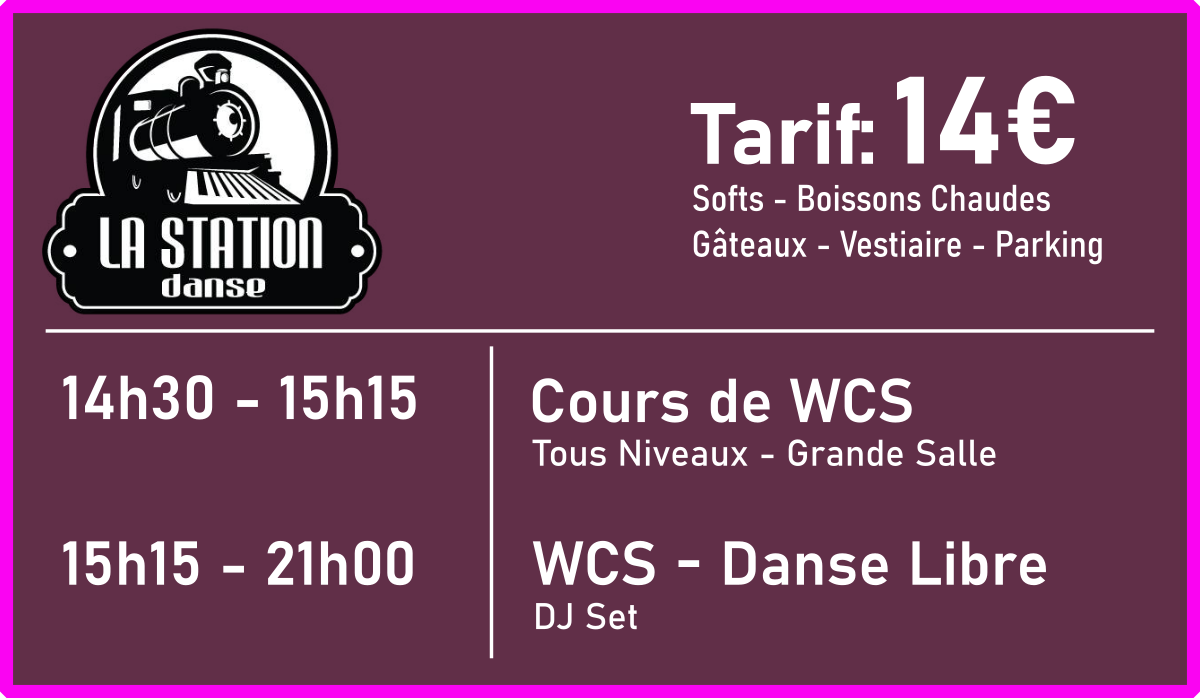 LA STATION
danse
Tarif: 14€
Softs - Boissons Chaudes
Gâteaux - Vestiaire - Parking
14h30 - 15h15
Cours de WCS
Tous Niveaux - Grande Salle
15h15 - 21h00
WCS - Danse Libre
DJ Set